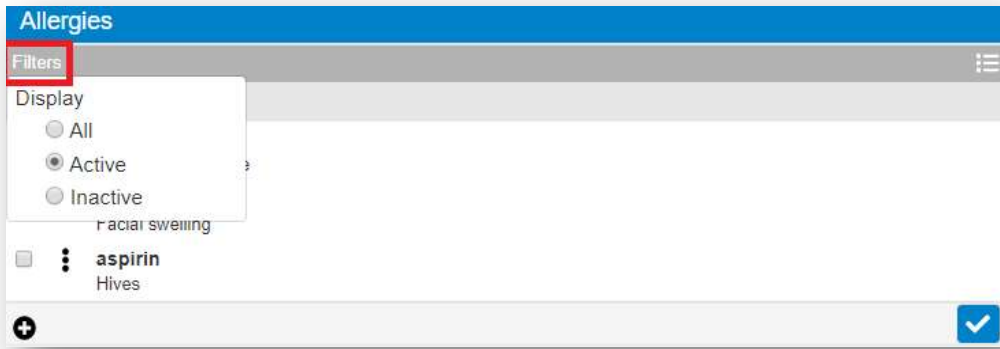 Allergies
Filters
Display
All
Active
Inactive
Facial swelling
aspirin
Hives